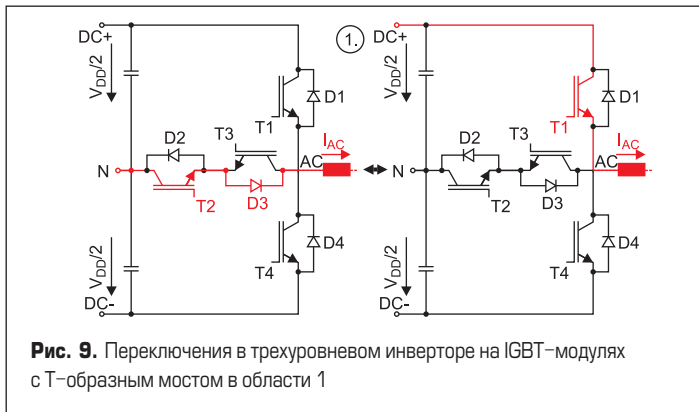 DC+
V_DD/2
N
V_DD/2
DC-
D2
T2
T3
D3
T1
D1
I_AC
AC
T4
D4
1.
DC+
V_DD/2
N
V_DD/2
DC-
D2
T2
T3
D3
T1
D1
I_AC
AC
T4
D4
Рис. 9. Переключения в трехуровневом инверторе на IGBT-модулях
с Т-образным мостом в области 1